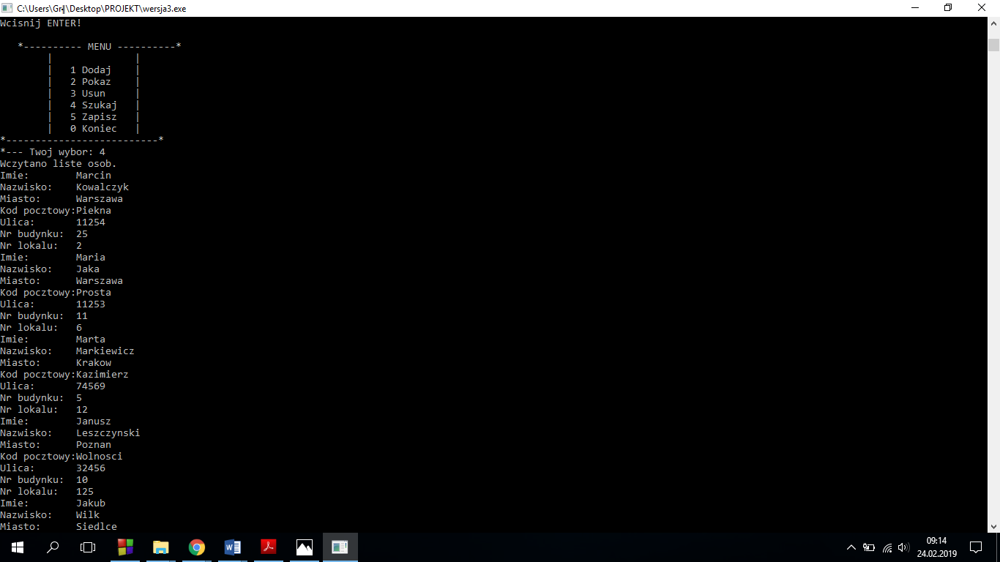 C:\Users\Gr\Desktop\PROJEKT\wersja3.exe
Wcisnij ENTER!
*---------- MENU ----------*
| |
| 1 Dodaj |
| 2 Pokaz |
| 3 Usun |
| 4 Szukaj |
| 5 Zapisz |
| 0 Koniec |
*--------------------------*
*--- Twoj wybor: 4
Wczytano liste osob.
Imie: Marcin
Nazwisko: Kowalczyk
Miasto: Warszawa
Kod pocztowy:Piekna
Ulica: 11254
Nr budynku: 25
Nr lokalu: 2
Imie: Maria
Nazwisko: Jaka
Miasto: Warszawa
Kod pocztowy:Prosta
Ulica: 11253
Nr budynku: 11
Nr lokalu: 6
Imie: Marta
Nazwisko: Markiewicz
Miasto: Krakow
Kod pocztowy:Kazimierz
Ulica: 74569
Nr budynku: 5
Nr lokalu: 12
Imie: Janusz
Nazwisko: Leszczynski
Miasto: Poznan
Kod pocztowy:Wolnosci
Ulica: 32456
Nr budynku: 10
Nr lokalu: 125
Imie: Jakub
Nazwisko: Wilk
Miasto: Siedlce
09:14
24.02.2019